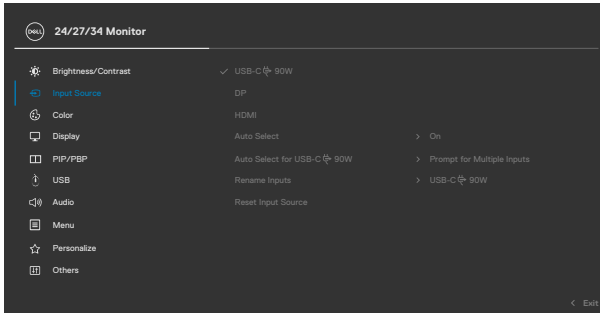 DELL 24/27/34 Monitor
Brightness/Contrast USB-C 90W
Input Source DP
Color HDMI
Display Auto Select On
PIP/PBP Auto Select for USB-C 90W Prompt for Multiple Inputs
USB Rename Inputs USB-C 90W
Audio Reset Input Source
Menu
Personalize
Others
Exit